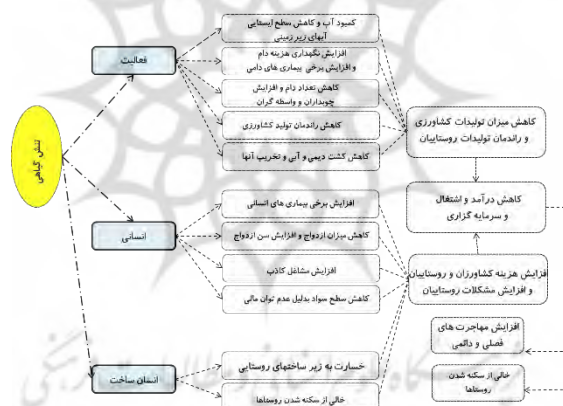 تنش گیاهی
فعالیت
انسانی
انسان ساخت
کمبود آب و کاهش سطح ایستابی
آبهای زیر زمینی
افزایش نگهداری هزینه دام
و افزایش برخی بیماری های دامی
کاهش تعداد دام و افزایش
چوبداران و واسطه گران
کاهش راندمان تولید کشاورزی
کاهش کشت دیمی و آبی و تخریب آنها
افزایش برخی بیماری های انسانی
کاهش میزان ازدواج و افزایش سن ازدواج
افزایش مشاغل کاذب
کاهش سطح سواد بدلیل عدم توان مالی
خسارت به زیر ساختهای روستایی
خالی از سکنه شدن روستاها
کاهش میزان تولیدات کشاورزی
و راندمان تولیدات روستاییان
کاهش درآمد و اشتغال
و سرمایه گزاری
افزایش هزینه کشاورزان و روستاییان
و افزایش مشکلات روستاییان
افزایش مهاجرت های
فصلی و دائمی
خالی از سکنه شدن
روستاها